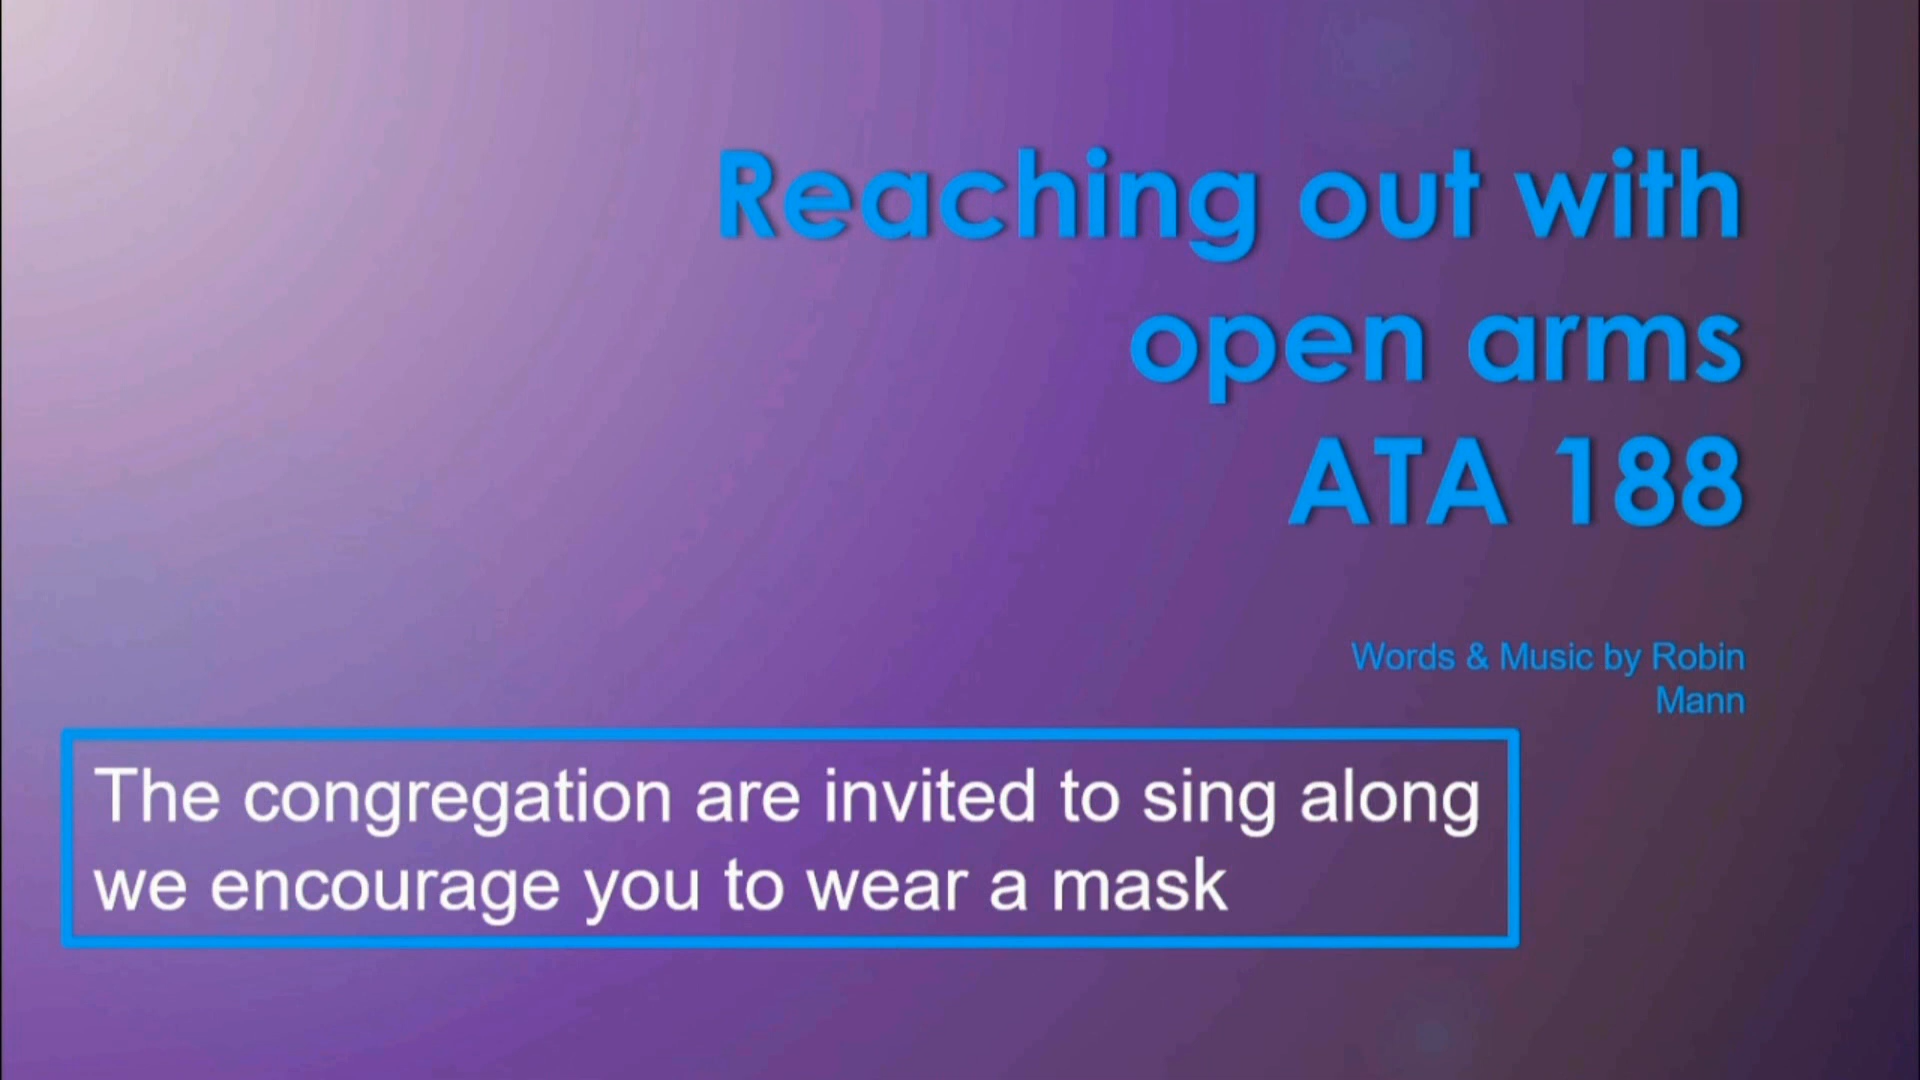 Reaching out with
open arms
ATA 188
Words & Music by Robin
Mann
The congregation are invited to sing along
we encourage you to wear a mask